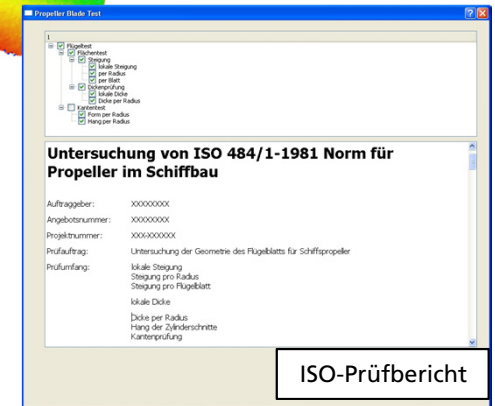 Propeller Blade Test
1
Flügeltest
Flächentest
Steigung
lokale Steigung
per Radius
per Blatt
Dickenprüfung
lokale Dicke
Dicke per Radius
Kantentest
Form per Radius
Hang per Radius
Untersuchung von ISO 484/1-1981 Norm für
Propeller im Schiffbau
Auftraggeber: XXXXXXXX
Angebotsnummer: XXXXXXXX
Projektnummer: XXX-XXXXXX
Prüfauftrag: Untersuchung der Geometrie des Flügelblatts für Schiffspropeller
Prüfumfang: lokale Steigung
Steigung pro Radius
Steigung pro Flügelblatt
lokale Dicke
Dicke per Radius
Hang der Zylinderschnitte
Kantenprüfung
ISO-Prüfbericht